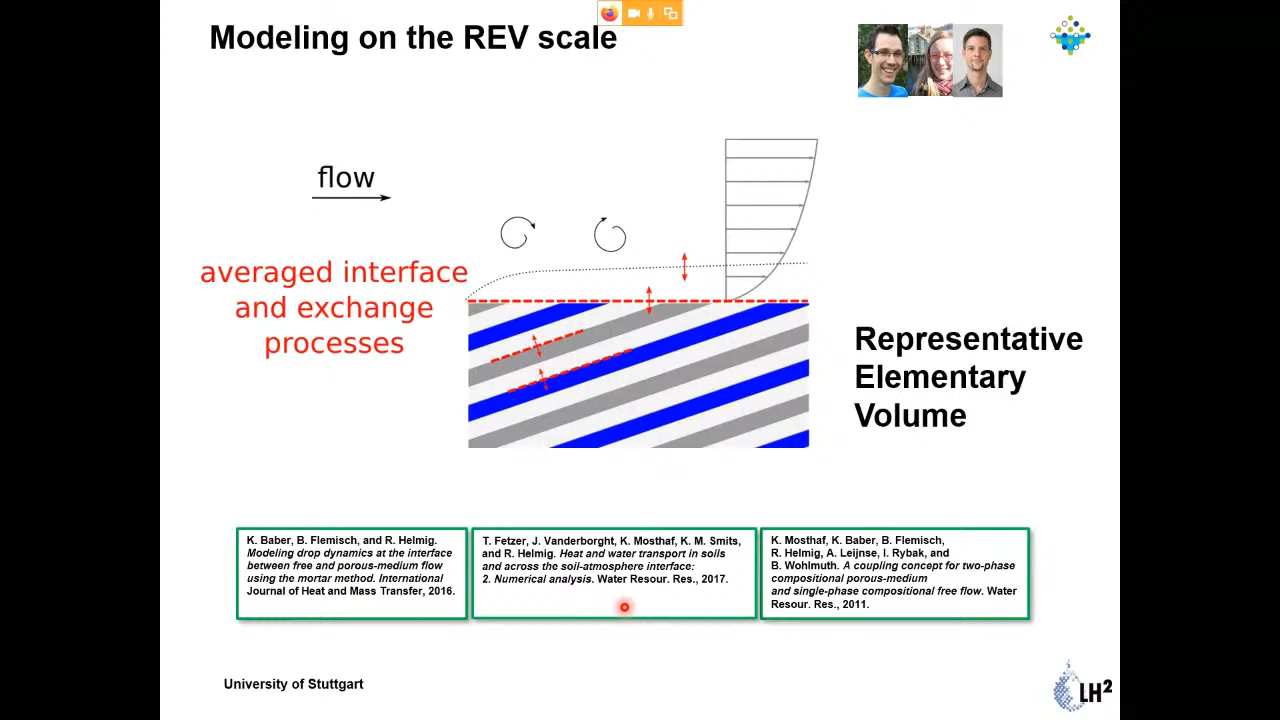 Modeling on the REV scale
flow
averaged interface
and exchange
processes
Representative
Elementary
Volume
K. Baber, B. Flemisch, and R. Helmig.
Modeling drop dynamics at the interface
between free and porous-medium flow
using the mortar method. International
Journal of Heat and Mass Transfer, 2016.
T. Fetzer, J. Vanderborght, K. Mosthaf, K. M. Smits,
and R. Helmig. Heat and water transport in soils
and across the soil-atmosphere interface:
2. Numerical analysis. Water Resour. Res., 2017.
K. Mosthaf, K. Baber, B. Flemisch,
R. Helmig, A. Leijnse, I. Rybak, and
B. Wohlmuth. A coupling concept for two-phase
compositional porous-medium
and single-phase compositional free flow. Water
Resour. Res., 2011.
University of Stuttgart
LH²